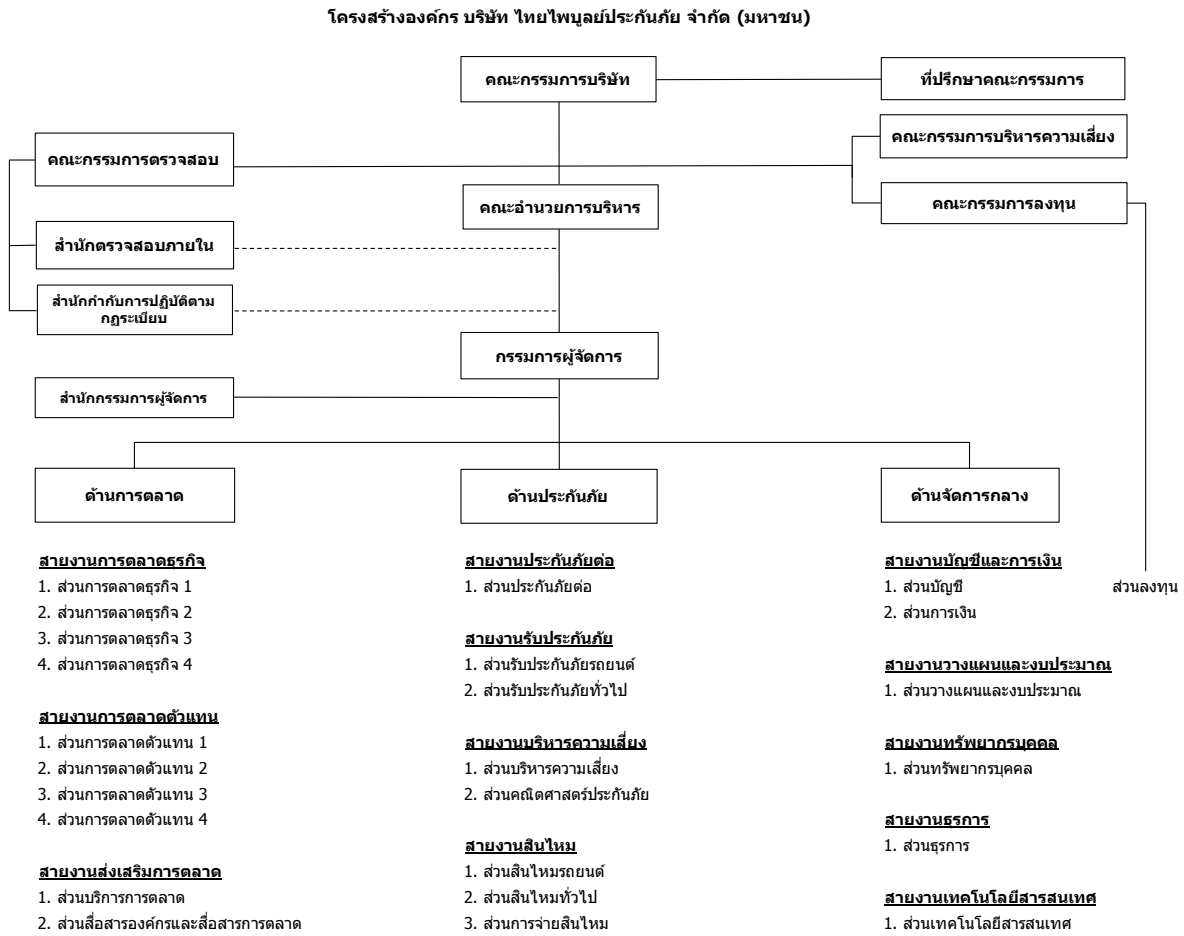 โครงสร้างองค์กร บริษัท ไทยไพบูลย์ประกันภัย จำกัด (มหาชน)
คณะกรรมการบริษัท
ที่ปรึกษาคณะกรรมการ
คณะกรรมการบริหารความเสี่ยง
คณะกรรมการตรวจสอบ
คณะอำนวยการบริหาร
คณะกรรมการลงทุน
สำนักตรวจสอบภายใน
สำนักกำกับการปฏิบัติตาม
กฎระเบียบ
กรรมการผู้จัดการ
สำนักกรรมการผู้จัดการ
ด้านการตลาด
ด้านประกันภัย
ด้านจัดการกลาง
สายงานการตลาดธุรกิจ
1. ส่วนการตลาดธุรกิจ 1
2. ส่วนการตลาดธุรกิจ 2
3. ส่วนการตลาดธุรกิจ 3
4. ส่วนการตลาดธุรกิจ 4
สายงานการตลาดตัวแทน
1. ส่วนการตลาดตัวแทน 1
2. ส่วนการตลาดตัวแทน 2
3. ส่วนการตลาดตัวแทน 3
4. ส่วนการตลาดตัวแทน 4
สายงานส่งเสริมการตลาด
1. ส่วนบริการการตลาด
2. ส่วนสื่อสารองค์กรและสื่อสารการตลาด
สายงานประกันภัยต่อ
1. ส่วนประกันภัยต่อ
สายงานรับประกันภัย
1. ส่วนรับประกันภัยรถยนต์
2. ส่วนรับประกันภัยทั่วไป
สายงานบริหารความเสี่ยง
1. ส่วนบริหารความเสี่ยง
2. ส่วนคณิตศาสตร์ประกันภัย
สายงานสินไหม
1. ส่วนสินไหมรถยนต์
2. ส่วนสินไหมทั่วไป
3. ส่วนการจ่ายสินไหม
สายงานบัญชีและการเงิน
1. ส่วนบัญชี
2. ส่วนการเงิน
สายงานวางแผนและงบประมาณ
1. ส่วนวางแผนและงบประมาณ
สายงานทรัพยากรบุคคล
1. ส่วนทรัพยากรบุคคล
สายงานธุรการ
1. ส่วนธุรการ
สายงานเทคโนโลยีสารสนเทศ
1. ส่วนเทคโนโลยีสารสนเทศ
ส่วนลงทุน